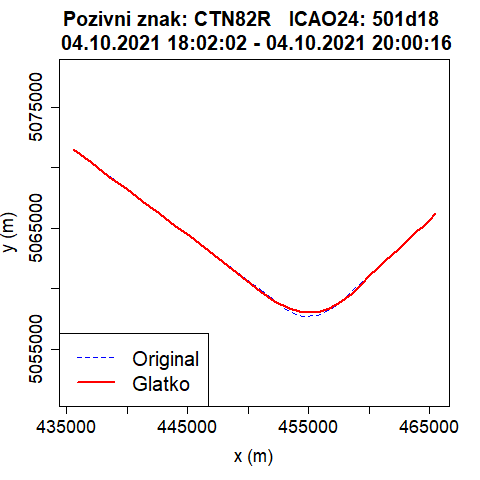 Pozivni znak: CTN82R   ICAO24: 501d18
04.10.2021 18:02:02 - 04.10.2021 20:00:16
5075000
5065000
5055000
y (m)
Original
Glatko
435000 445000 455000 465000
x (m)